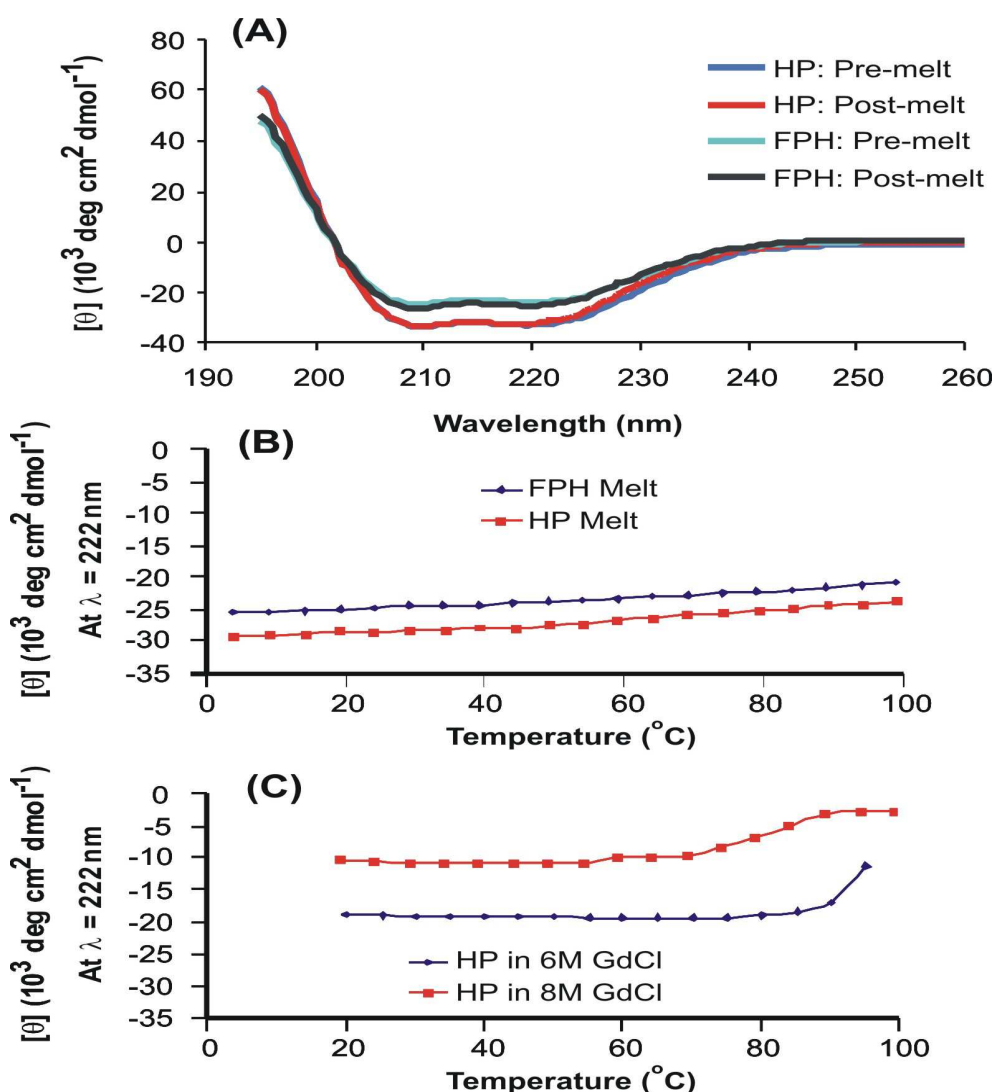 (A)
80
60
40
20
0
-20
-40
[θ] (10³ deg cm² dmol⁻¹)
HP: Pre-melt
HP: Post-melt
FPH: Pre-melt
FPH: Post-melt
190 200 210 220 230 240 250 260
Wavelength (nm)
(B)
0
-5
-10
-15
-20
-25
-30
-35
[θ] (10³ deg cm² dmol⁻¹)
At λ = 222nm
FPH Melt
HP Melt
0 20 40 60 80 100
Temperature (°C)
(C)
0
-5
-10
-15
-20
-25
-30
-35
[θ] (10³ deg cm² dmol⁻¹)
At λ = 222nm
HP in 6M GdCl
HP in 8M GdCl
0 20 40 60 80 100
Temperature (°C)